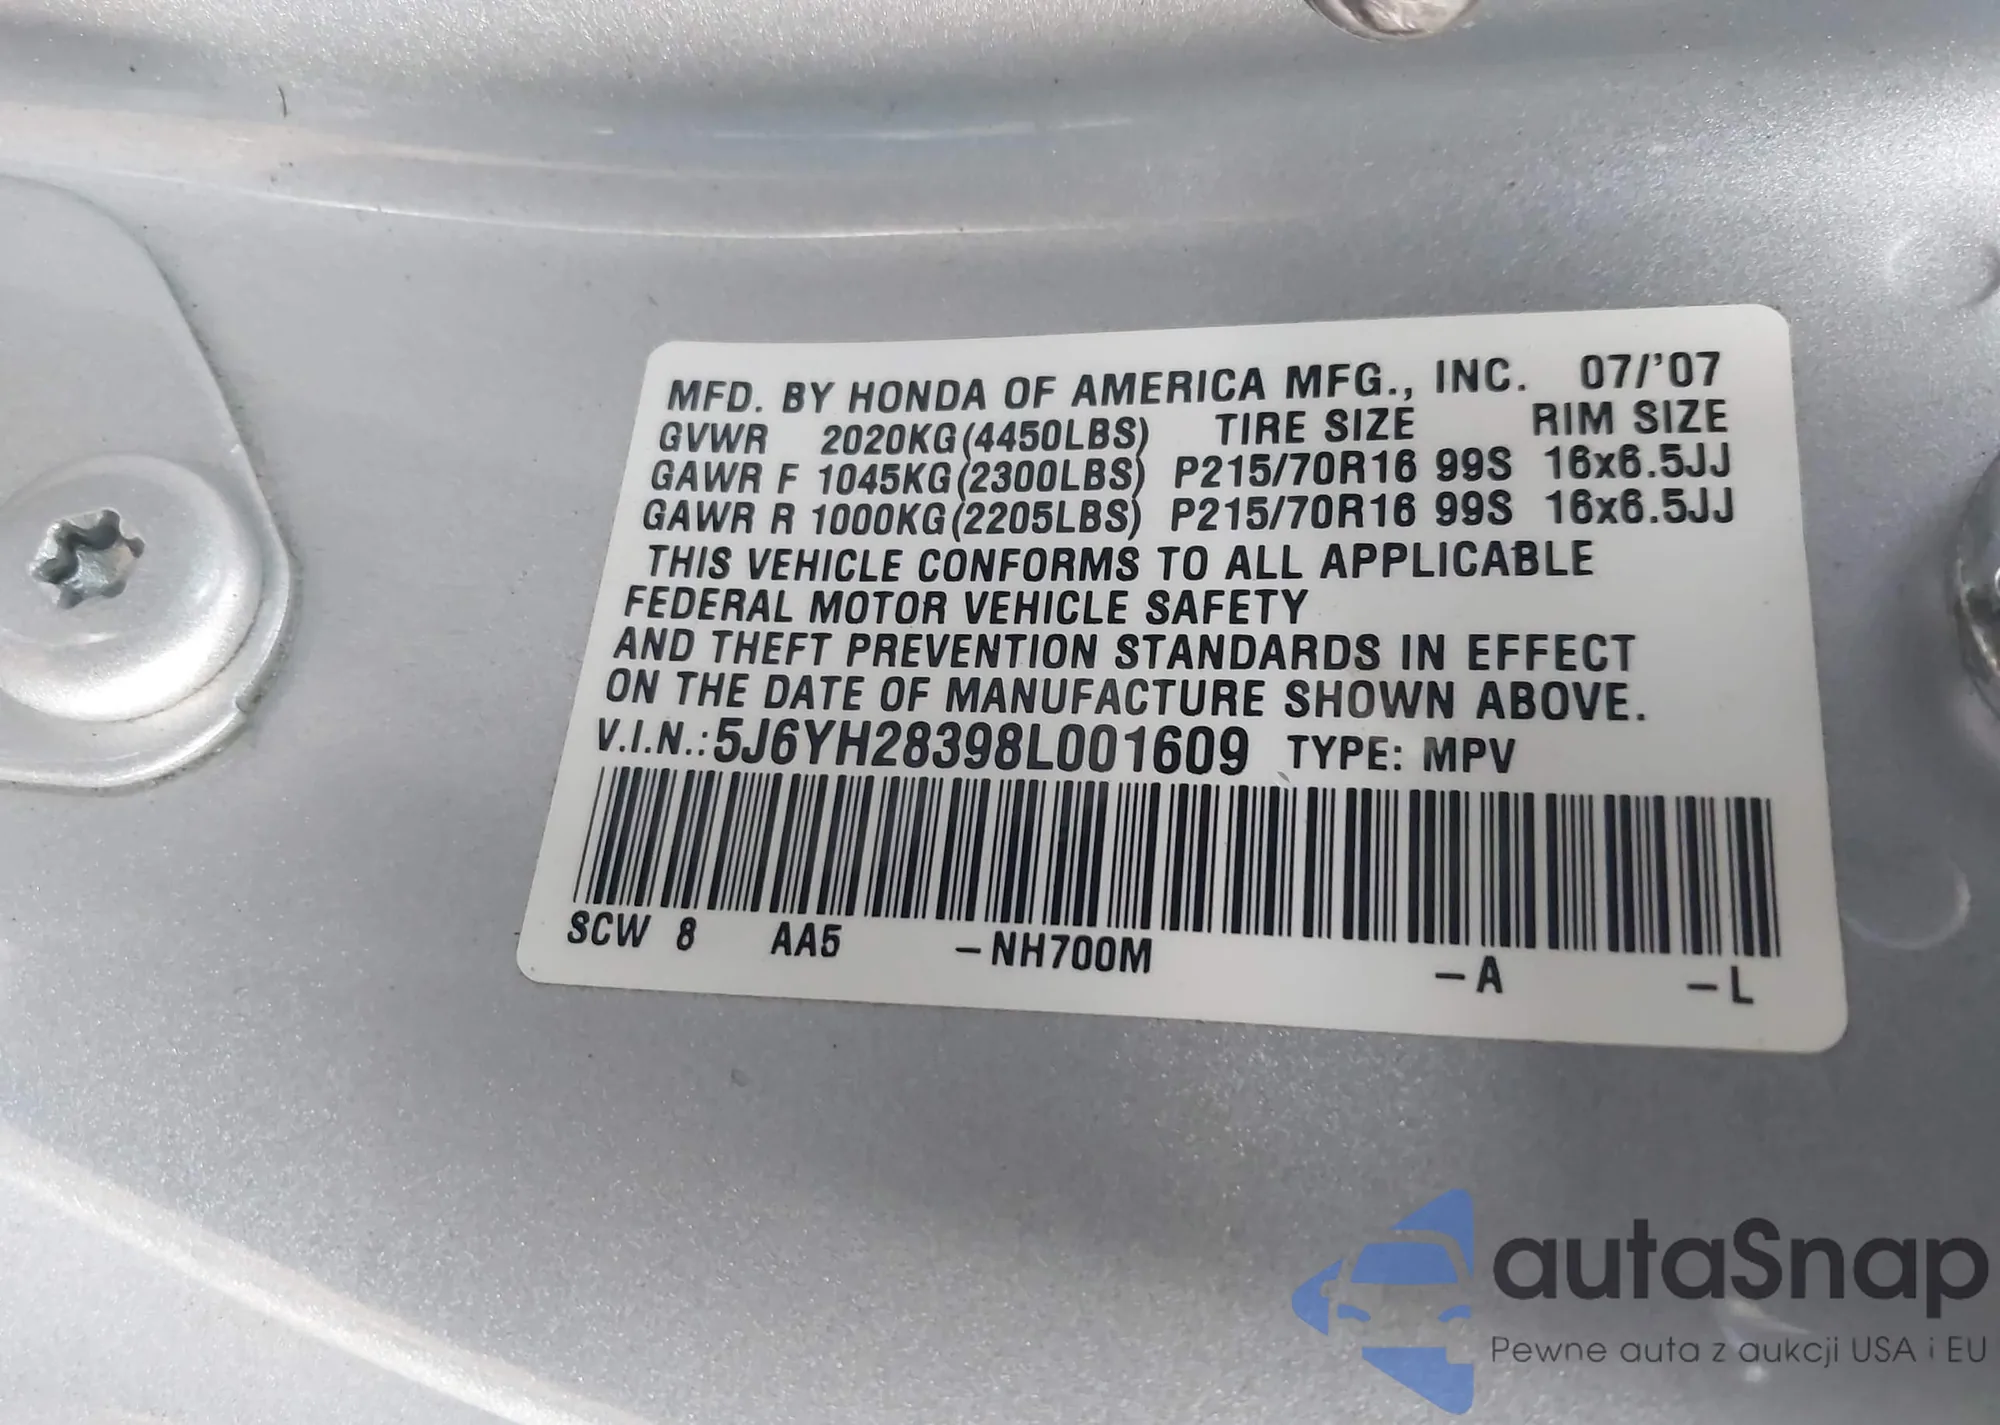 MFD. BY HONDA OF AMERICA MFG., INC. 07/'07
GVWR 2020KG(4450LBS) TIRE SIZE RIM SIZE
GAWR F 1045KG(2300LBS) P215/70R16 99S 16x6.5JJ
GAWR R 1000KG(2205LBS) P215/70R16 99S 16x6.5JJ
THIS VEHICLE CONFORMS TO ALL APPLICABLE
FEDERAL MOTOR VEHICLE SAFETY
AND THEFT PREVENTION STANDARDS IN EFFECT
ON THE DATE OF MANUFACTURE SHOWN ABOVE.
V.I.N.:5J6YH28398L001609 TYPE: MPV
SCW 8 AA5 -NH700M -A -L
autaSnap
Pewne auta z aukcji USA i EU